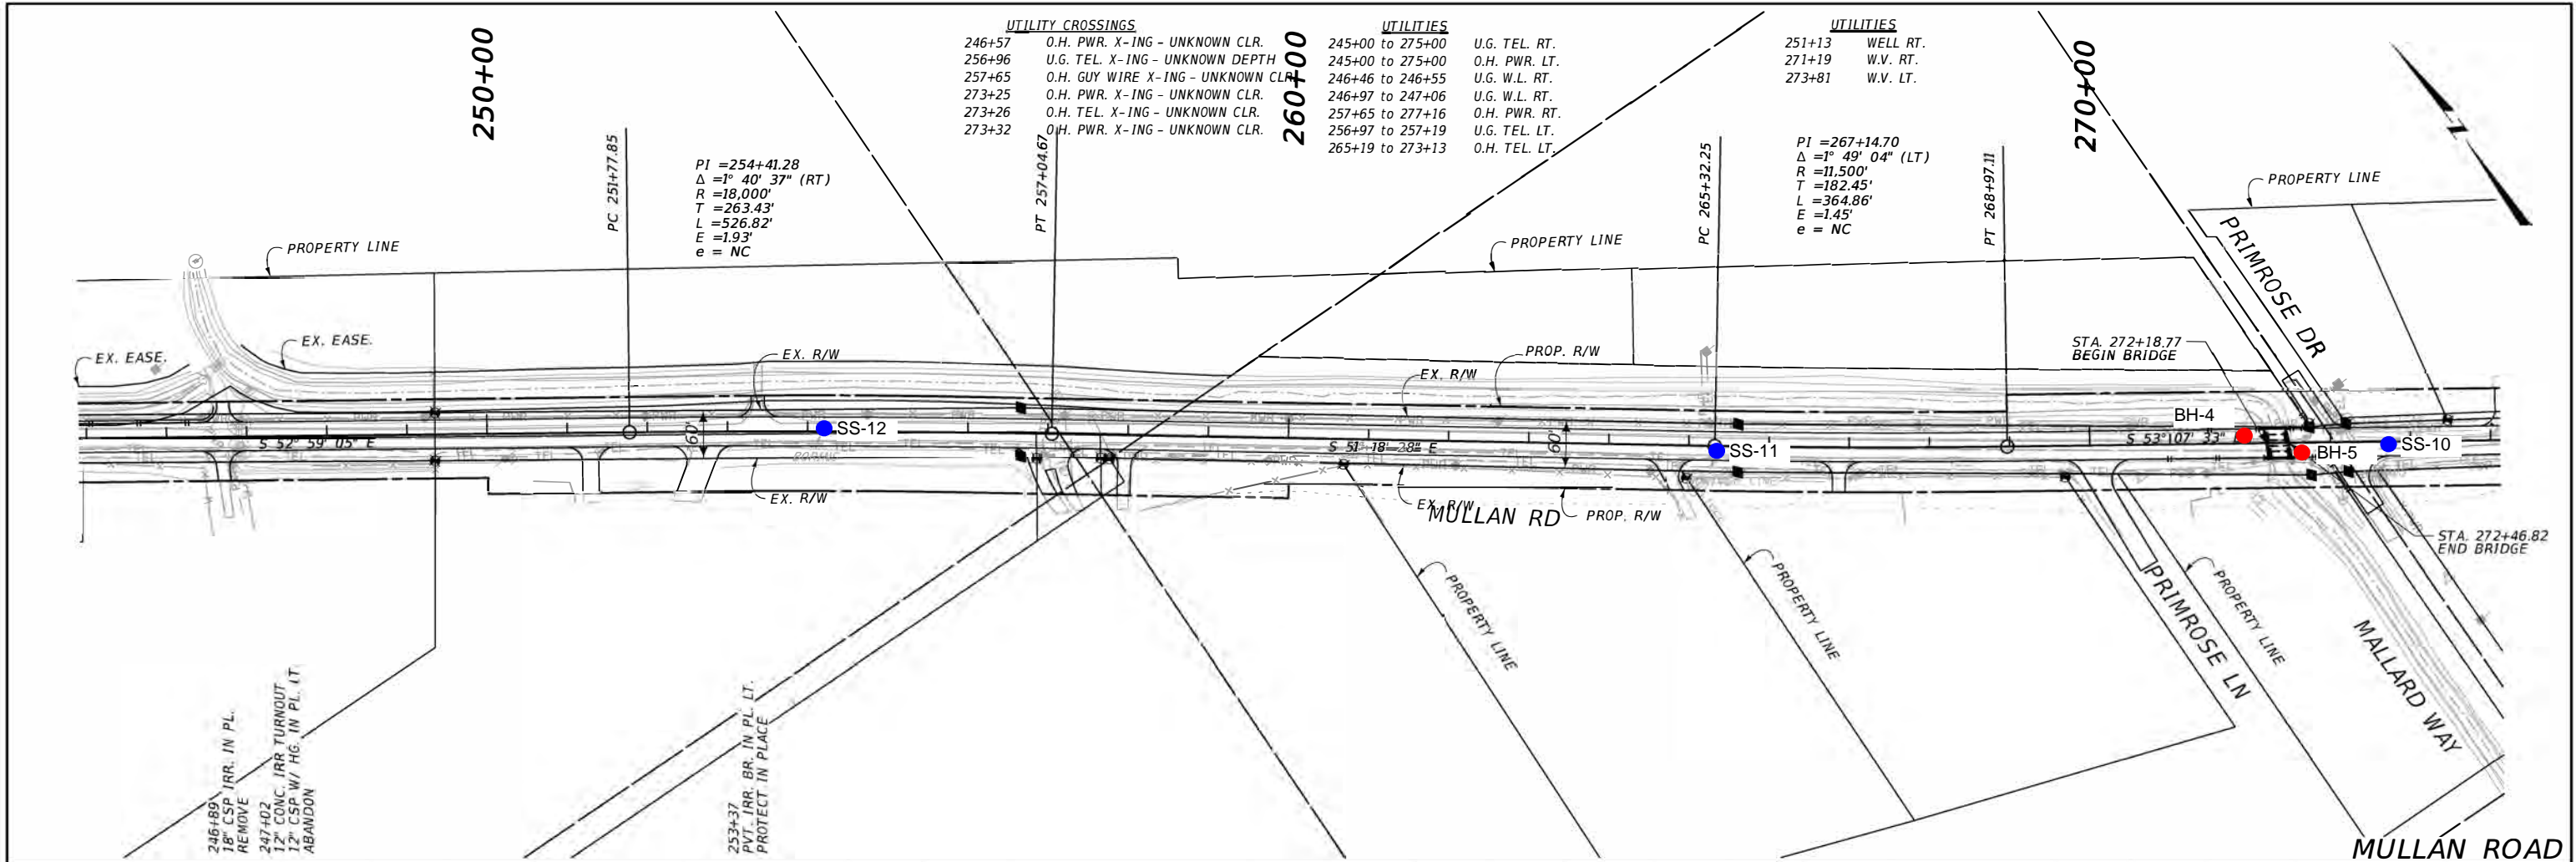 UTILITY CROSSINGS
246+57 O.H. PWR. X-ING - UNKNOWN CLR.
256+96 U.G. TEL. X-ING - UNKNOWN DEPTH
257+65 O.H. GUY WIRE X-ING - UNKNOWN CLR.
273+25 O.H. PWR. X-ING - UNKNOWN CLR.
273+26 O.H. TEL. X-ING - UNKNOWN CLR.
273+32 O.H. PWR. X-ING - UNKNOWN CLR.
UTILITIES
245+00 to 275+00 U.G. TEL. RT.
245+00 to 275+00 O.H. PWR. LT.
246+46 to 246+55 U.G. W.L. RT.
246+97 to 247+06 U.G. W.L. RT.
257+65 to 277+16 O.H. PWR. RT.
256+97 to 257+19 U.G. TEL. LT.
265+19 to 273+13 O.H. TEL. LT.
UTILITIES
251+13 WELL RT.
271+19 W.V. RT.
273+81 W.V. LT.
250+00
260+00
270+00
PC 251+77.85
PI =254+41.28
Δ =1° 40' 37" (RT)
R =18,000'
T =263.43'
L =526.82'
E =1.93'
e = NC
PT 257+04.67
PC 265+32.25
PI =267+14.70
Δ =1° 49' 04" (LT)
R =11,500'
T =182.45'
L =364.86'
E =1.45'
e = NC
PT 268+97.11
PROPERTY LINE
PROPERTY LINE
PROPERTY LINE
PRIMROSE DR
EX. EASE.
EX. EASE.
EX. R/W
PROP. R/W
EX. R/W
STA. 272+18.77
BEGIN BRIDGE
BH-4
S 52° 59' 05" E
60'
SS-12
S 51° 18' 28" E
60'
SS-11
S 53° 07' 33" E
BH-5
SS-10
EX. R/W
EX. R/W
MULLAN RD
PROP. R/W
STA. 272+46.82
END BRIDGE
PROPERTY LINE
PROPERTY LINE
PRIMROSE LN
PROPERTY LINE
MALLARD WAY
246+89
18" CSP IRR. IN PL.
REMOVE
247+02
12" CONC. IRR TURNOUT
12" CSP W/ HG. IN PL. LT
ABANDON
253+37
PVT. IRR. BR. IN PL. LT.
PROTECT IN PLACE
MULLAN ROAD